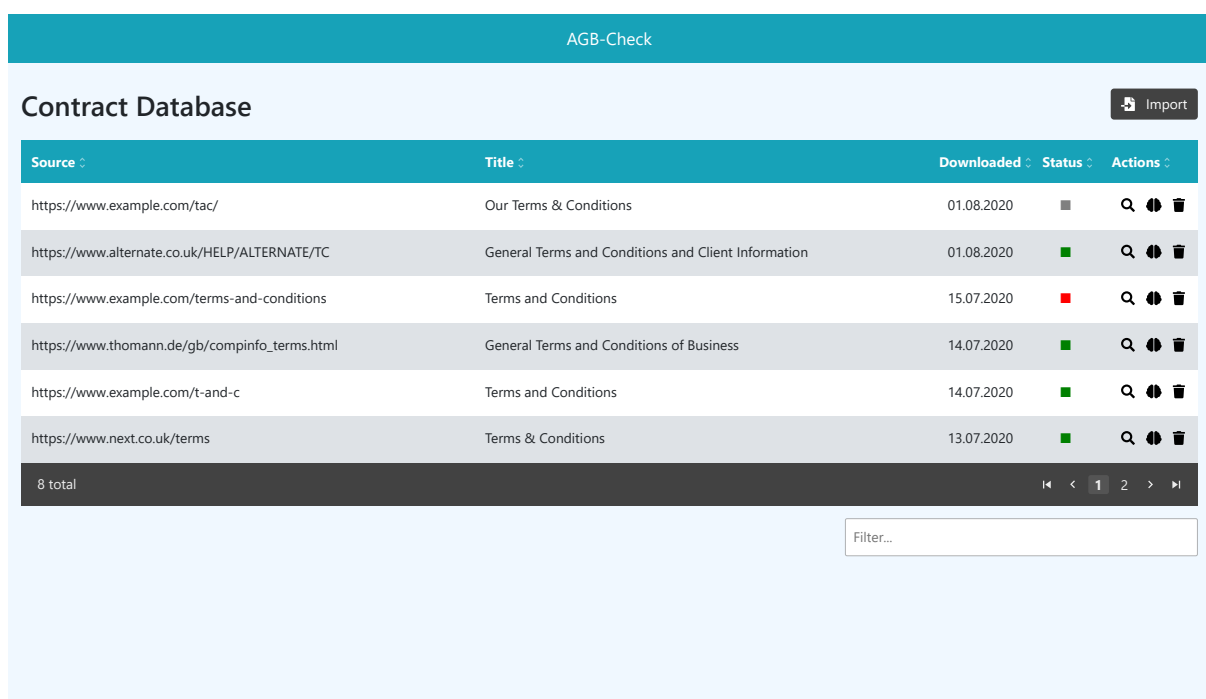 AGB-Check
Contract Database
Import
Source Title Downloaded Status Actions
https://www.example.com/tac/ Our Terms & Conditions 01.08.2020
https://www.alternate.co.uk/HELP/ALTERNATE/TC General Terms and Conditions and Client Information 01.08.2020
https://www.example.com/terms-and-conditions Terms and Conditions 15.07.2020
https://www.thomann.de/gb/compinfo_terms.html General Terms and Conditions of Business 14.07.2020
https://www.example.com/t-and-c Terms and Conditions 14.07.2020
https://www.next.co.uk/terms Terms & Conditions 13.07.2020
8 total 1 2
Filter...